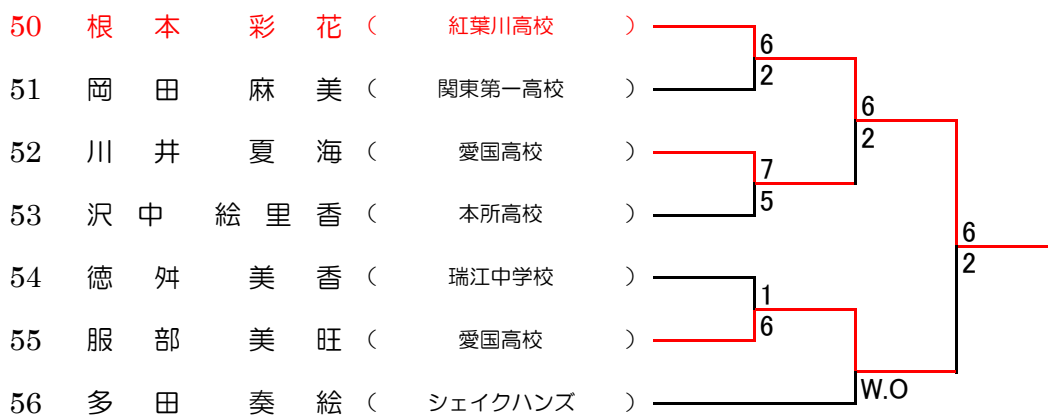 50 根 本 彩 花 ( 紅葉川高校 )
6
2
51 岡 田 麻 美 ( 関東第一高校 )
6
2
52 川 井 夏 海 ( 愛国高校 )
7
5
53 沢 中 絵 里 香 ( 本所高校 )
6
2
54 徳 舛 美 香 ( 瑞江中学校 )
1
6
55 服 部 美 旺 ( 愛国高校 )
W.O
56 多 田 奏 絵 ( シェイクハンズ )